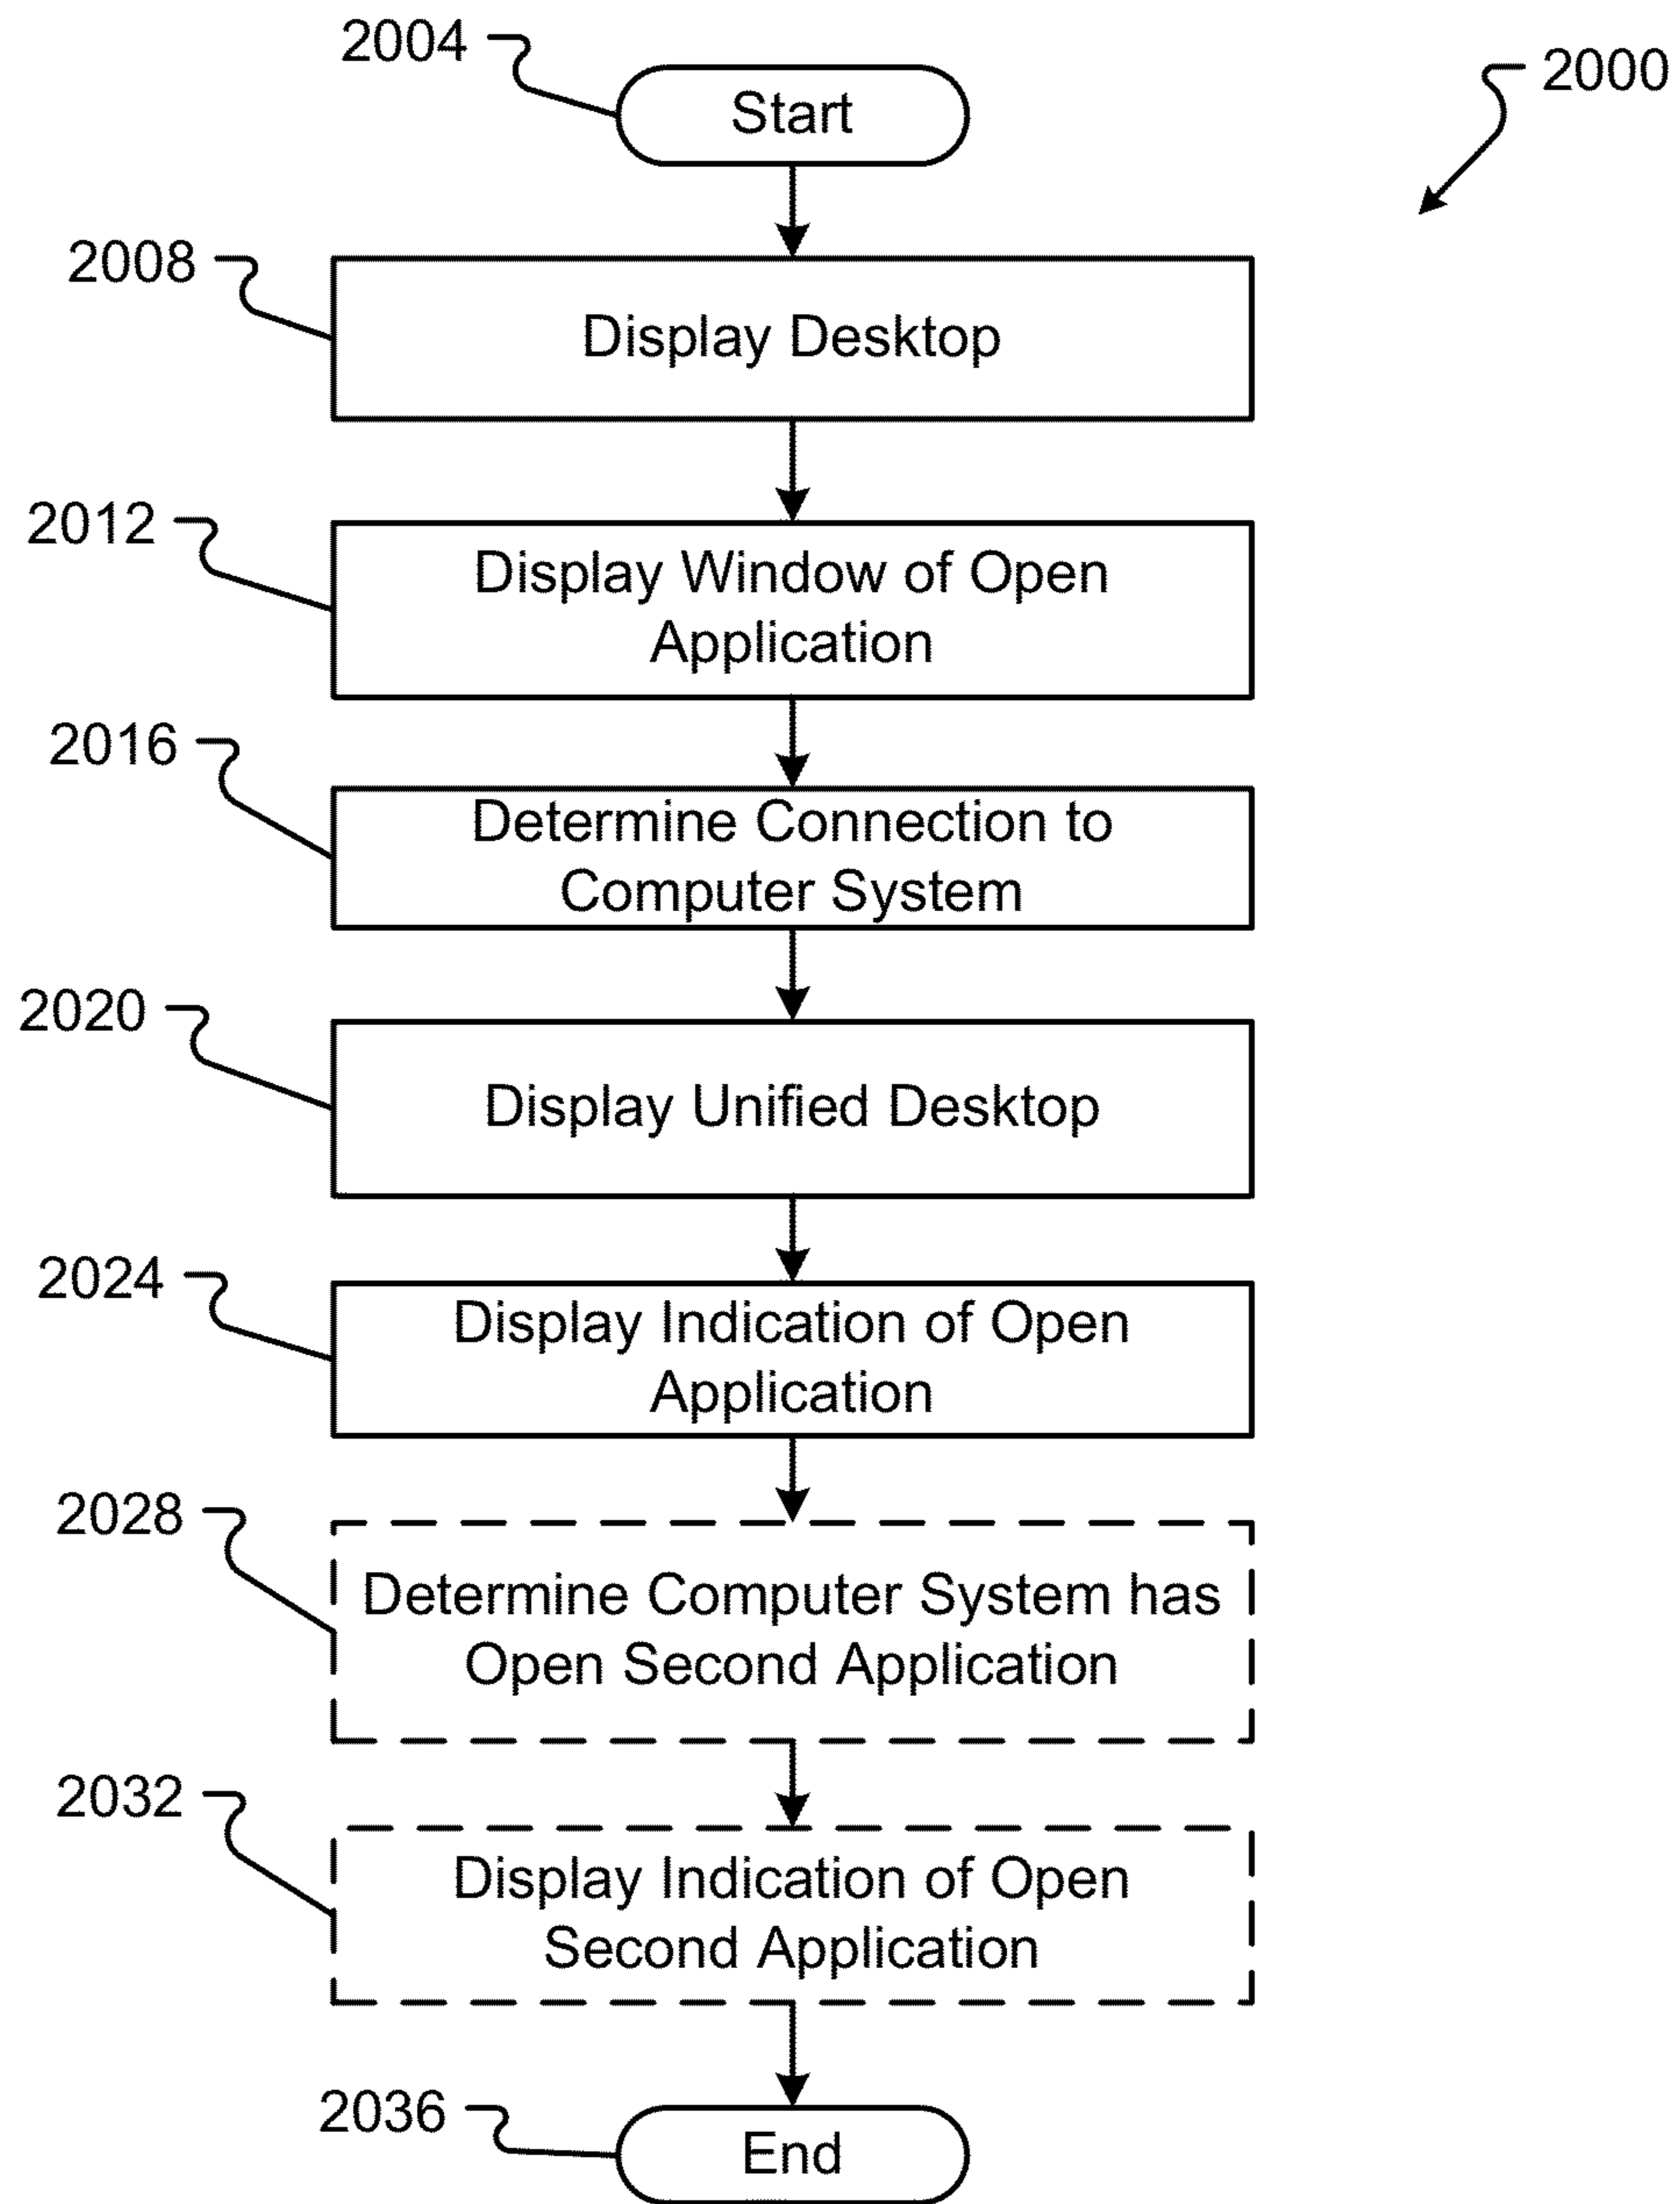 2004
Start
2000
2008
Display Desktop
2012
Display Window of Open
Application
2016
Determine Connection to
Computer System
2020
Display Unified Desktop
2024
Display Indication of Open
Application
2028
Determine Computer System has
Open Second Application
2032
Display Indication of Open
Second Application
2036
End